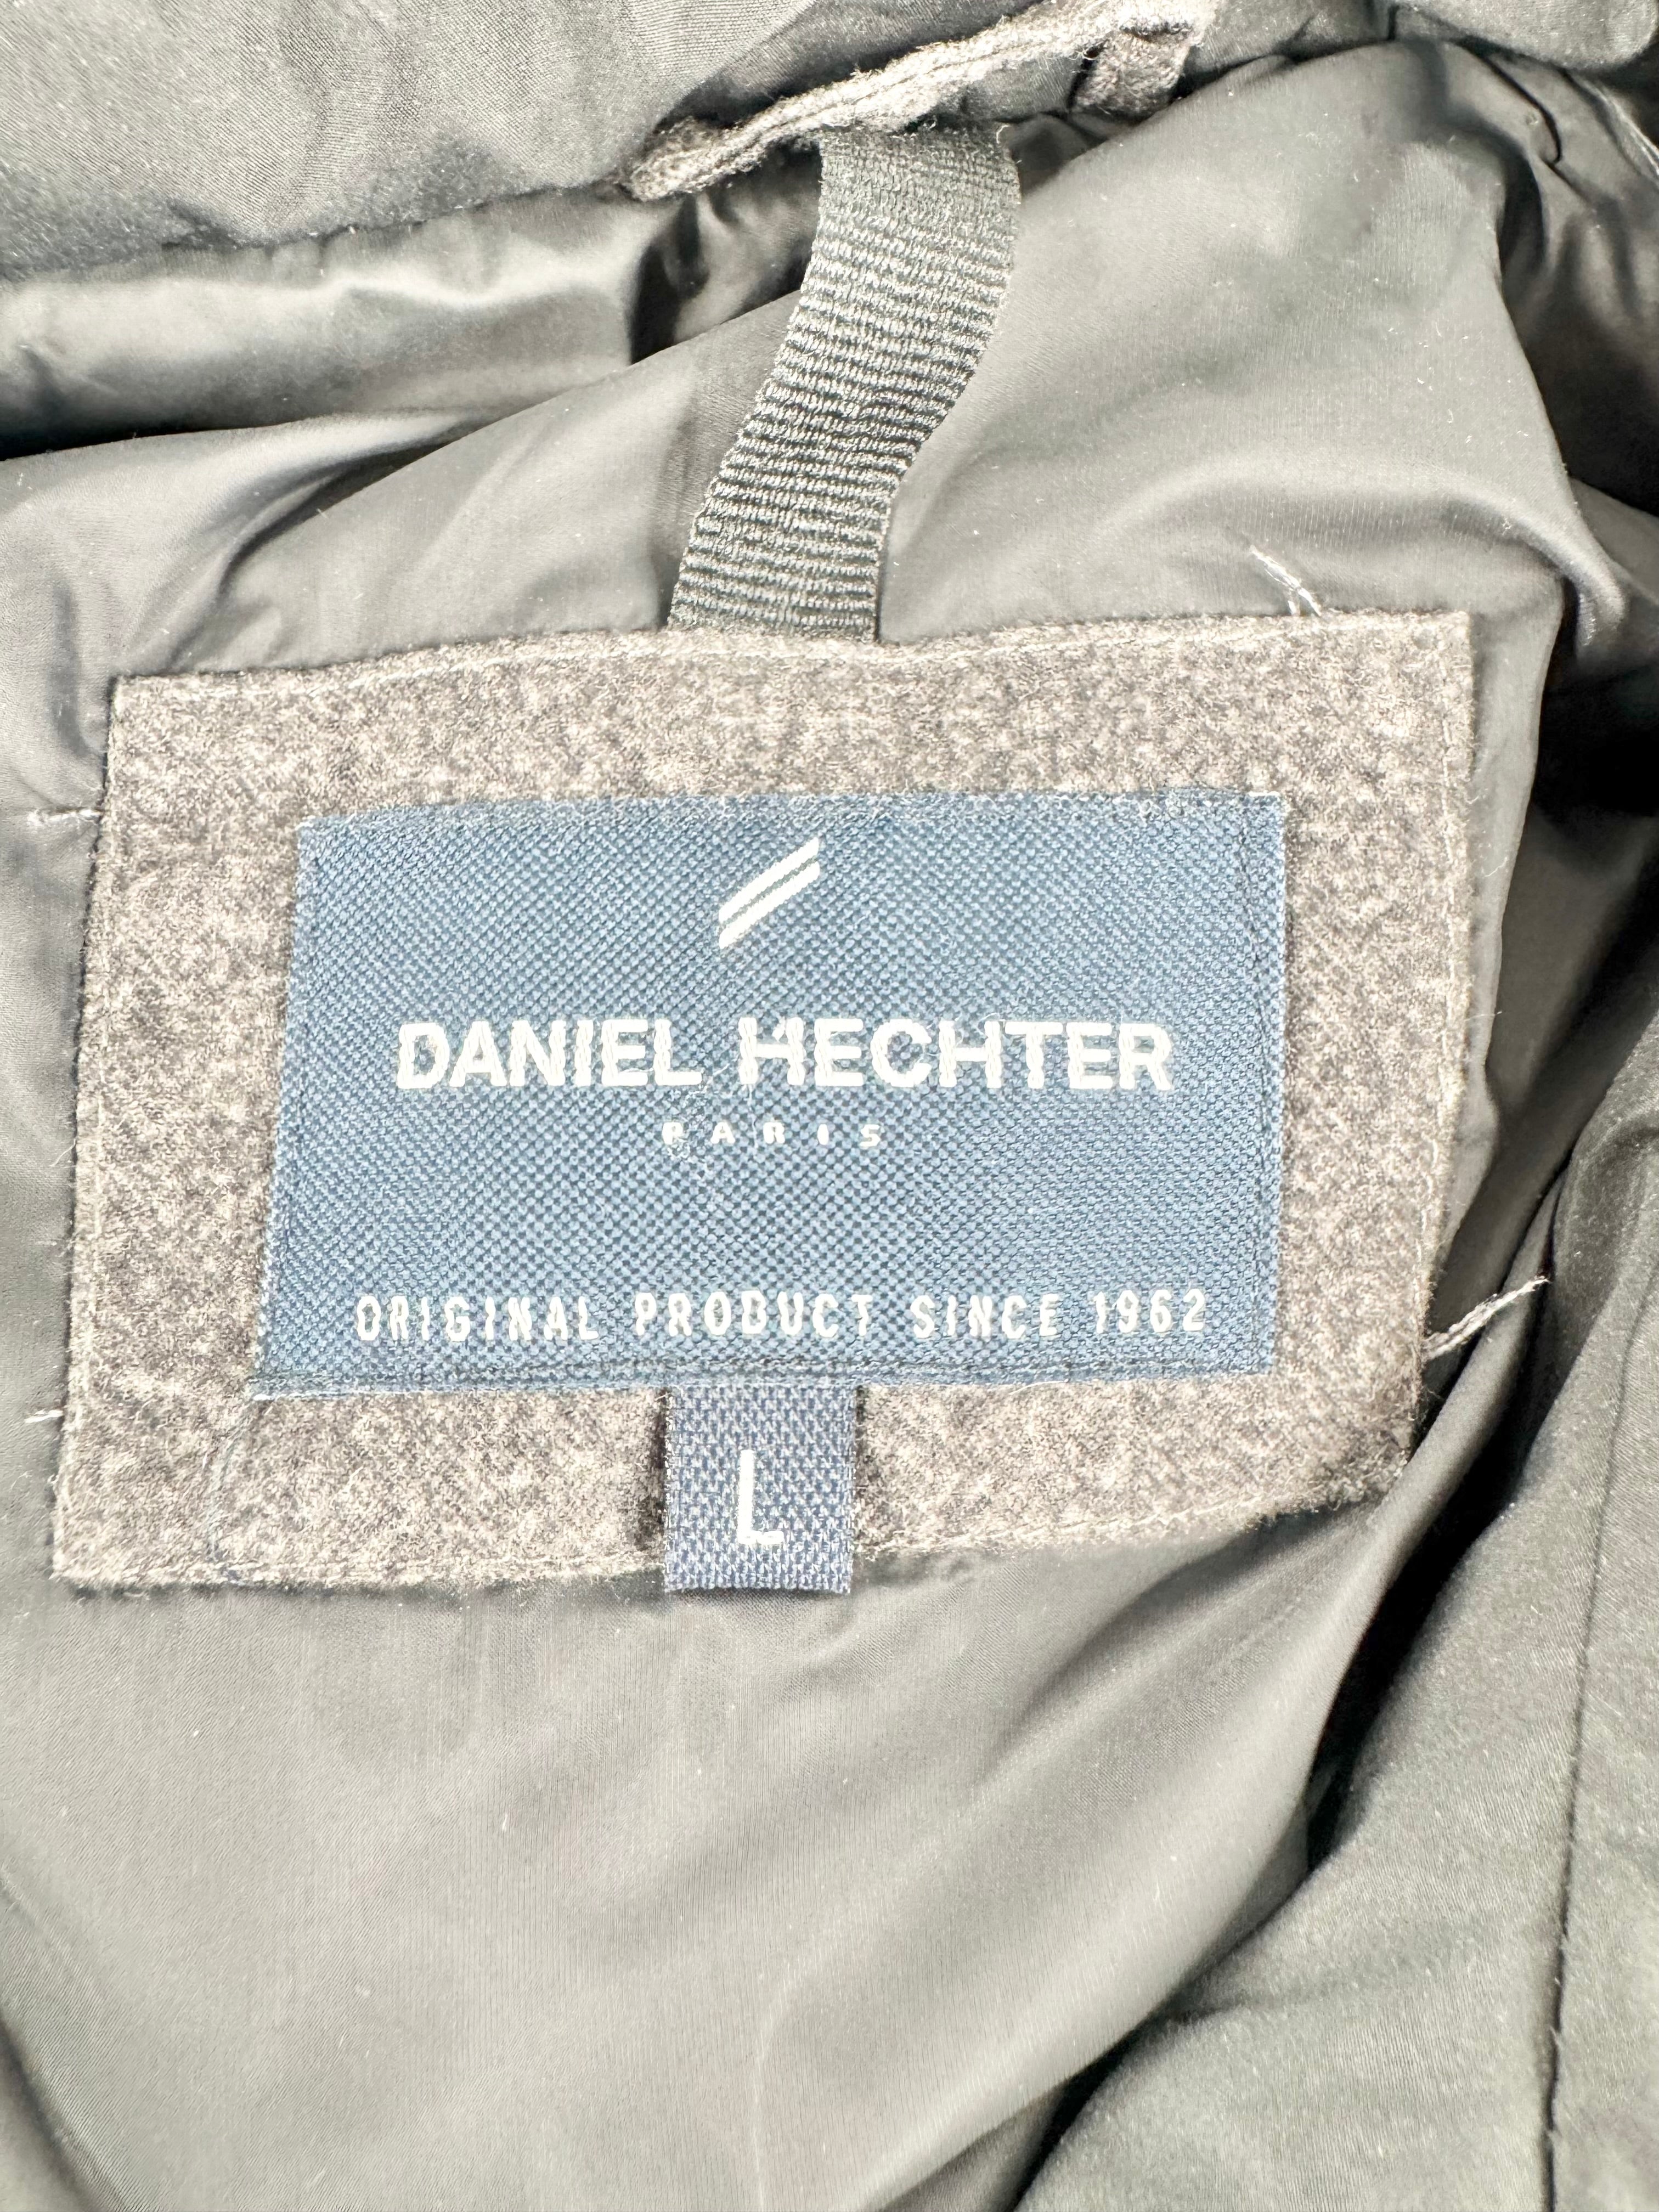 DANIEL HECHTER
PARIS
ORIGINAL PRODUCT SINCE 1962
L